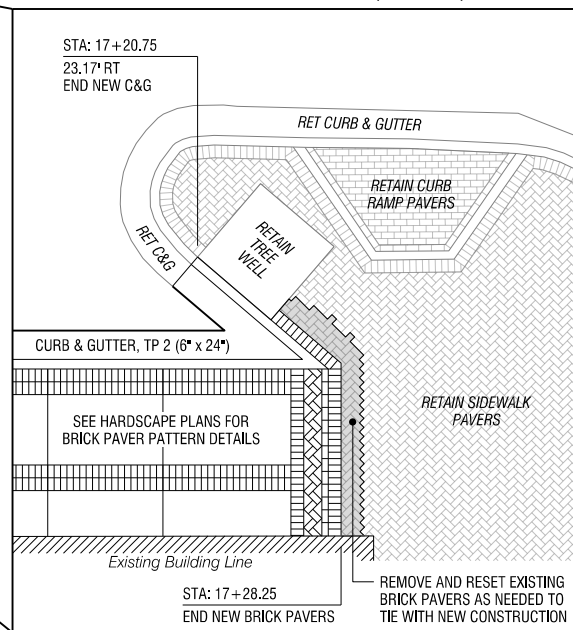 STA: 17+20.75
23.17' RT
END NEW C&G
RET CURB & GUTTER
RETAIN CURB
RAMP PAVERS
RETAIN
TREE
WELL
RET C&G
CURB & GUTTER, TP 2 (6" x 24")
SEE HARDSCAPE PLANS FOR
BRICK PAVER PATTERN DETAILS
RETAIN SIDEWALK
PAVERS
Existing Building Line
STA: 17+28.25
END NEW BRICK PAVERS
REMOVE AND RESET EXISTING
BRICK PAVERS AS NEEDED TO
TIE WITH NEW CONSTRUCTION